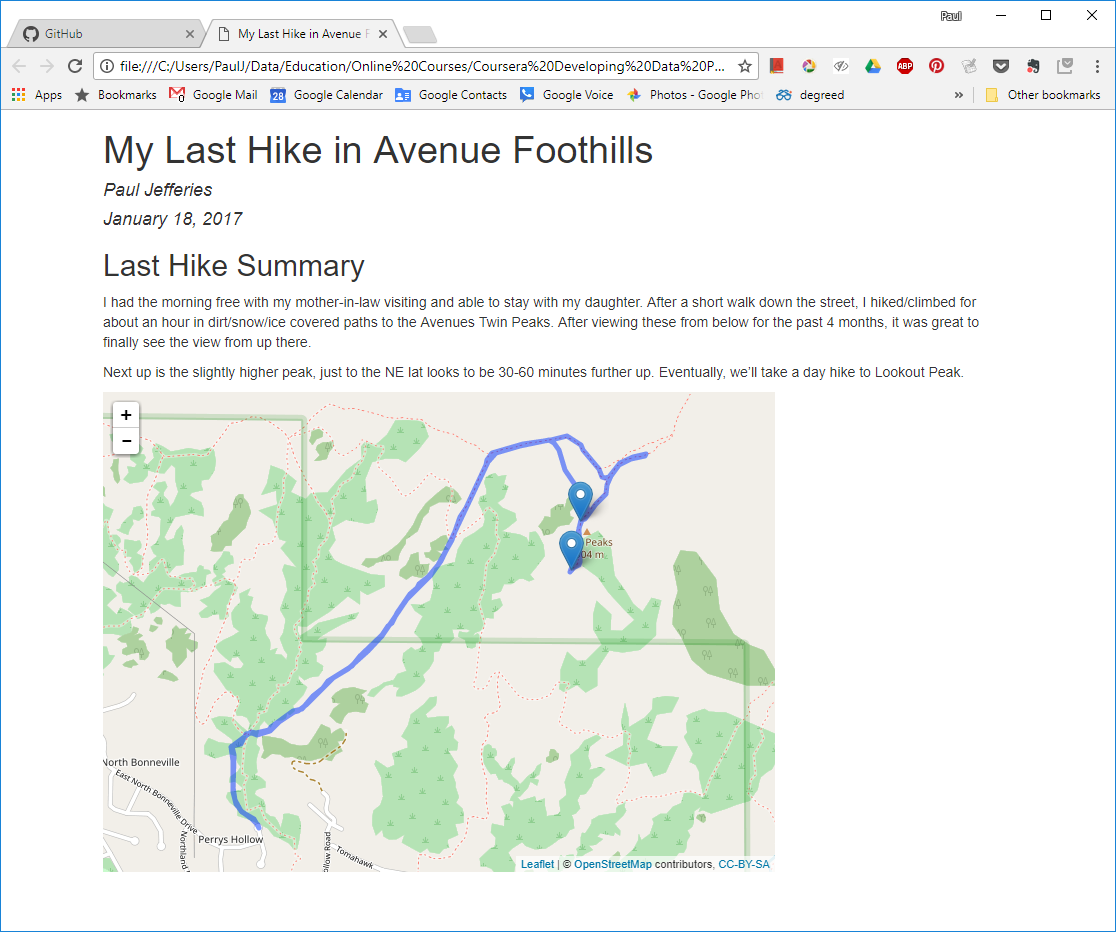 Paul
GitHub
My Last Hike in Avenue F
file:///C:/Users/PaulJ/Data/Education/Online%20Courses/Coursera%20Developing%20Data%20P...
ABP
Apps Bookmarks Google Mail 28 Google Calendar Google Contacts Google Voice Photos - Google Pho degreed » Other bookmarks
My Last Hike in Avenue Foothills
Paul Jefferies
January 18, 2017
Last Hike Summary
I had the morning free with my mother-in-law visiting and able to stay with my daughter. After a short walk down the street, I hiked/climbed for
about an hour in dirt/snow/ice covered paths to the Avenues Twin Peaks. After viewing these from below for the past 4 months, it was great to
finally see the view from up there.
Next up is the slightly higher peak, just to the NE lat looks to be 30-60 minutes further up. Eventually, we'll take a day hike to Lookout Peak.
+
−
Peaks
04 m
North Bonneville
East North Bonneville Drive
Northland
Perrys Hollow
ollow Road
Tomahawk
Leaflet | © OpenStreetMap contributors, CC-BY-SA